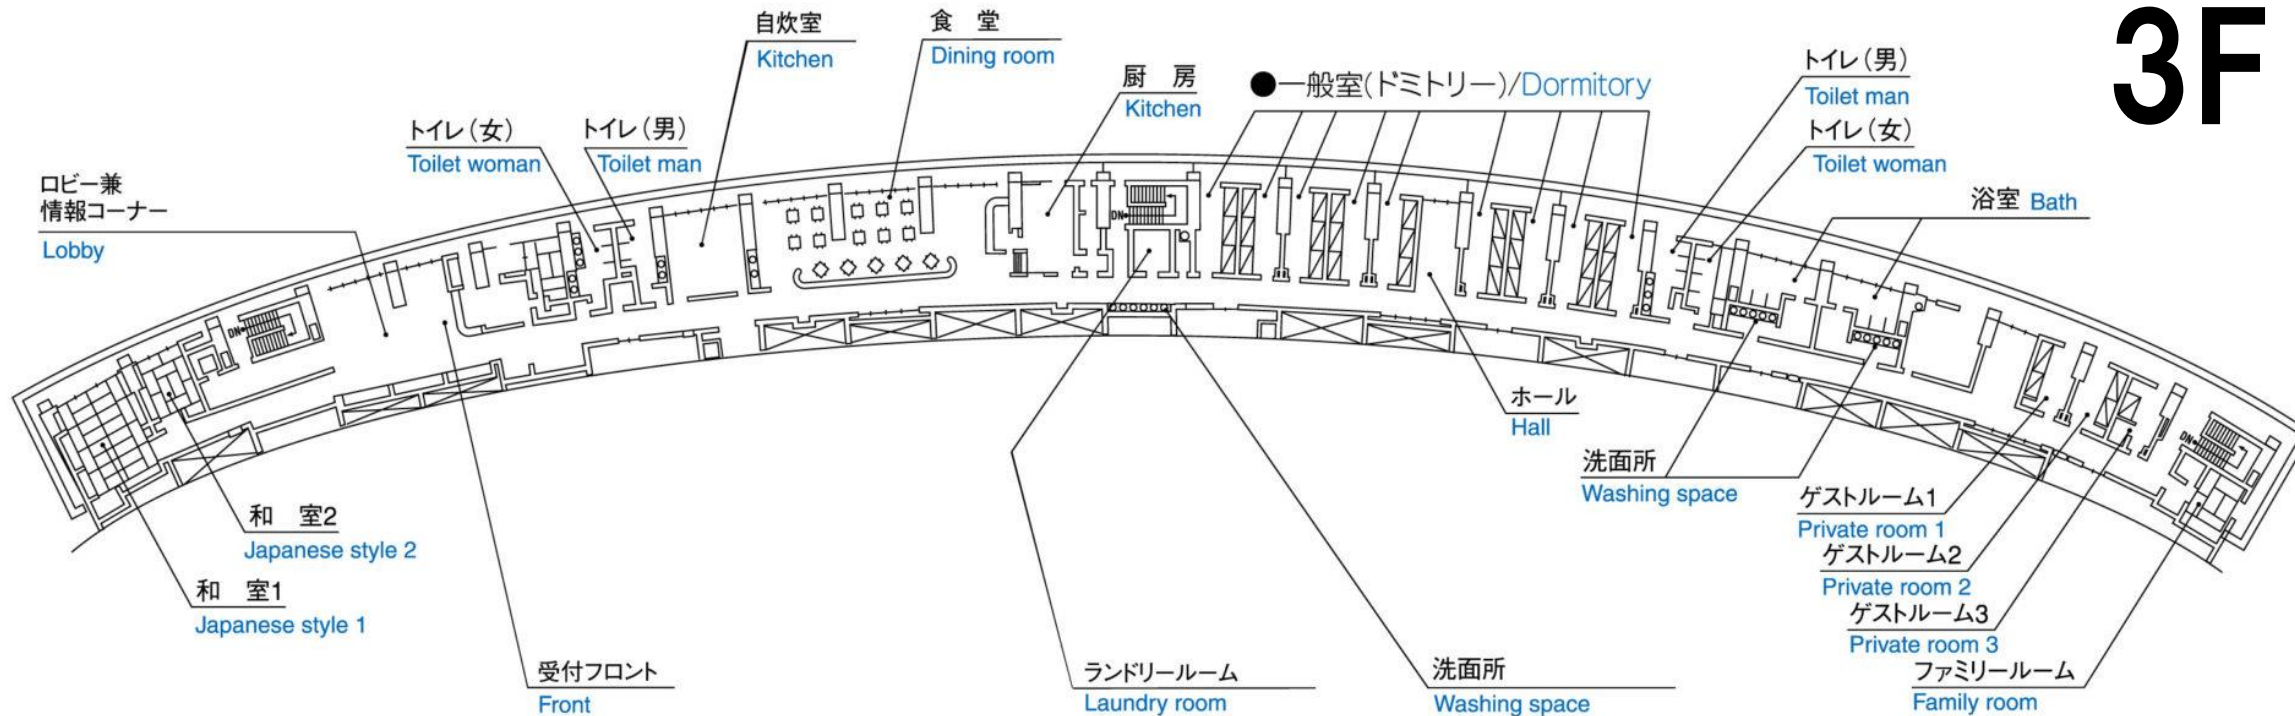 3F
自炊室
Kitchen
食　堂
Dining room
厨　房
Kitchen
●一般室(ドミトリー)/Dormitory
トイレ(男)
Toilet man
トイレ(女)
Toilet woman
トイレ(女)
Toilet woman
トイレ(男)
Toilet man
浴室 Bath
ロビー兼
情報コーナー
Lobby
DN
DN
DN
ホール
Hall
洗面所
Washing space
ゲストルーム1
Private room 1
ゲストルーム2
Private room 2
ゲストルーム3
Private room 3
ファミリールーム
Family room
和　室2
Japanese style 2
和　室1
Japanese style 1
受付フロント
Front
ランドリールーム
Laundry room
洗面所
Washing space